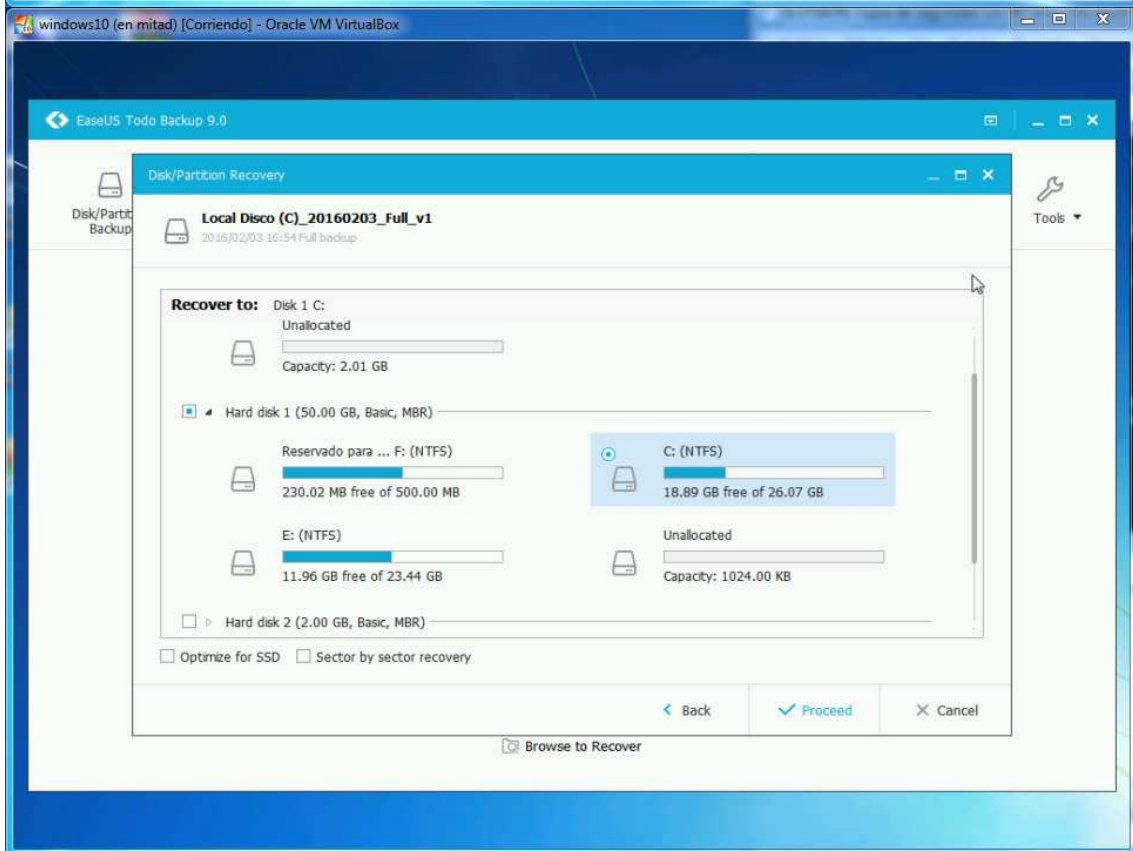 windows10 (en mitad) [Corriendo] - Oracle VM VirtualBox
EaseUS Todo Backup 9.0
Disk/Partit
Backup
Tools
Disk/Partition Recovery
Local Disco (C)_20160203_Full_v1
2016/02/03 16:54 Full backup
Recover to: Disk 1 C:
Unallocated
Capacity: 2.01 GB
Hard disk 1 (50.00 GB, Basic, MBR)
Reservado para ... F: (NTFS)
230.02 MB free of 500.00 MB
C: (NTFS)
18.89 GB free of 26.07 GB
E: (NTFS)
11.96 GB free of 23.44 GB
Unallocated
Capacity: 1024.00 KB
Hard disk 2 (2.00 GB, Basic, MBR)
Optimize for SSD Sector by sector recovery
Back Proceed Cancel
Browse to Recover